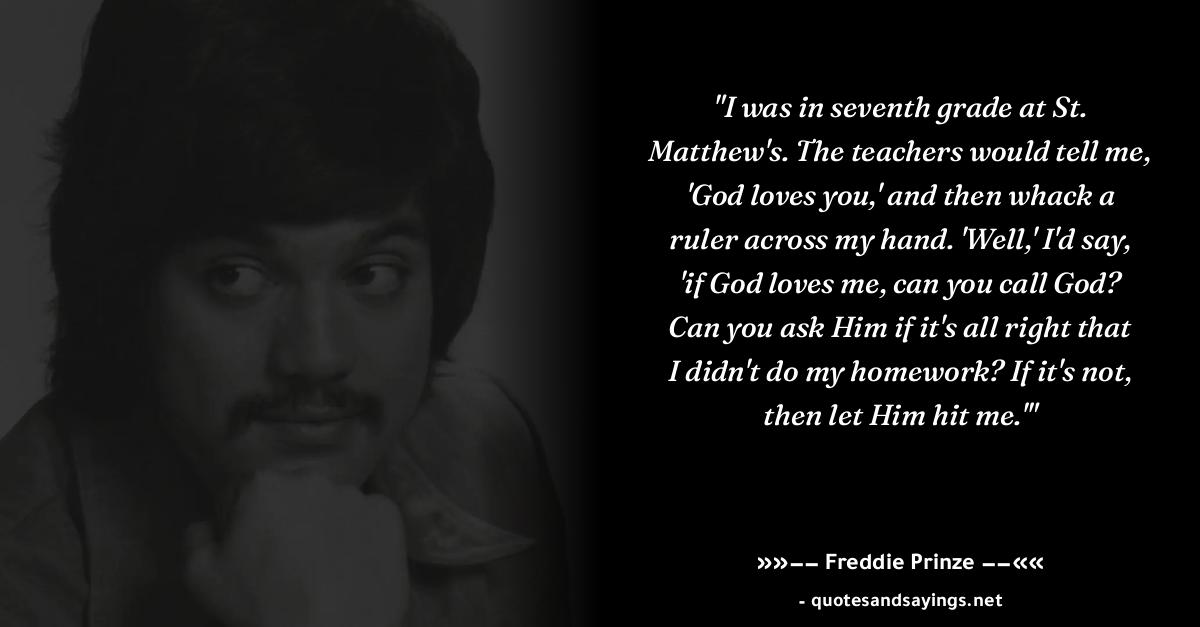 "I was in seventh grade at St.
Matthew's. The teachers would tell me,
'God loves you,' and then whack a
ruler across my hand. 'Well,' I'd say,
'if God loves me, can you call God?
Can you ask Him if it's all right that
I didn't do my homework? If it's not,
then let Him hit me.'"
»»–– Freddie Prinze ––««
- quotesandsayings.net